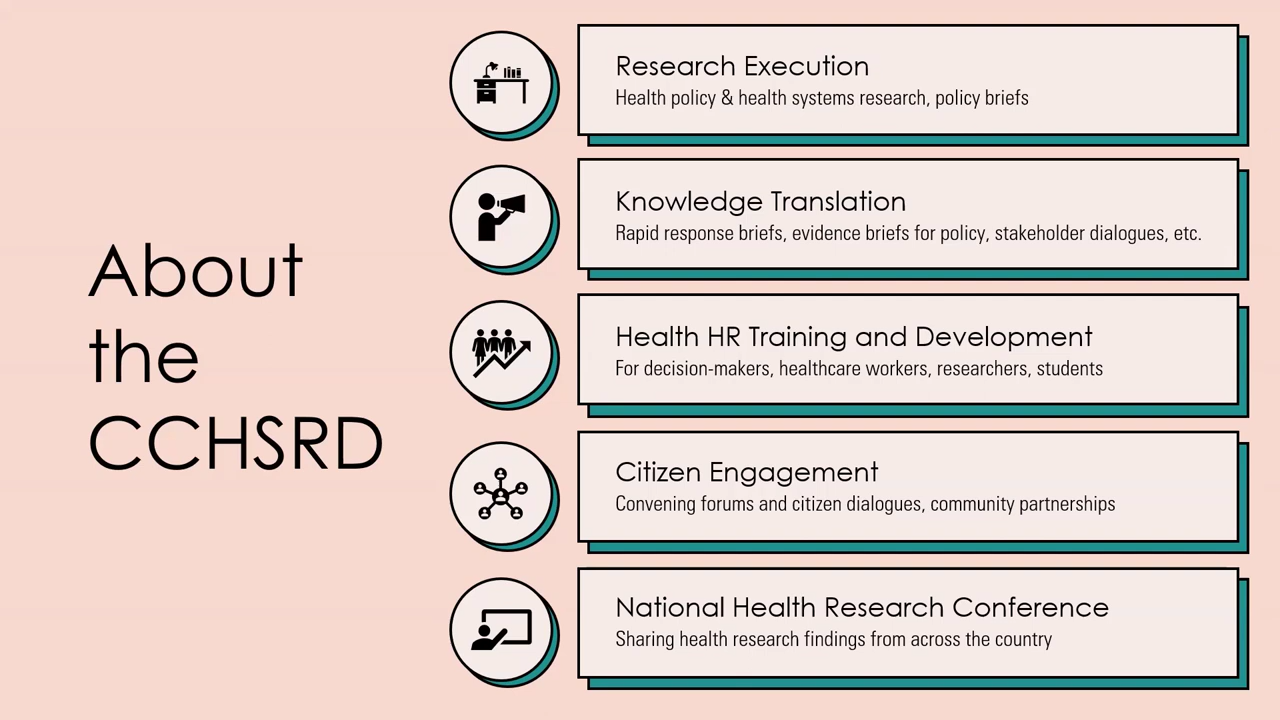 About
the
CCHSRD
Research Execution
Health policy & health systems research, policy briefs
Knowledge Translation
Rapid response briefs, evidence briefs for policy, stakeholder dialogues, etc.
Health HR Training and Development
For decision-makers, healthcare workers, researchers, students
Citizen Engagement
Convening forums and citizen dialogues, community partnerships
National Health Research Conference
Sharing health research findings from across the country